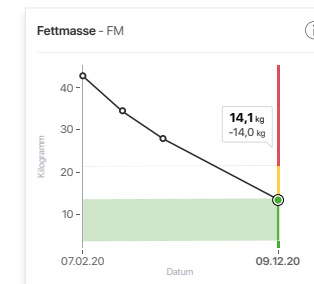 Fettmasse - FM
40
30
20
10
Kilogramm
14,1 kg
-14,0 kg
07.02.20
09.12.20
Datum